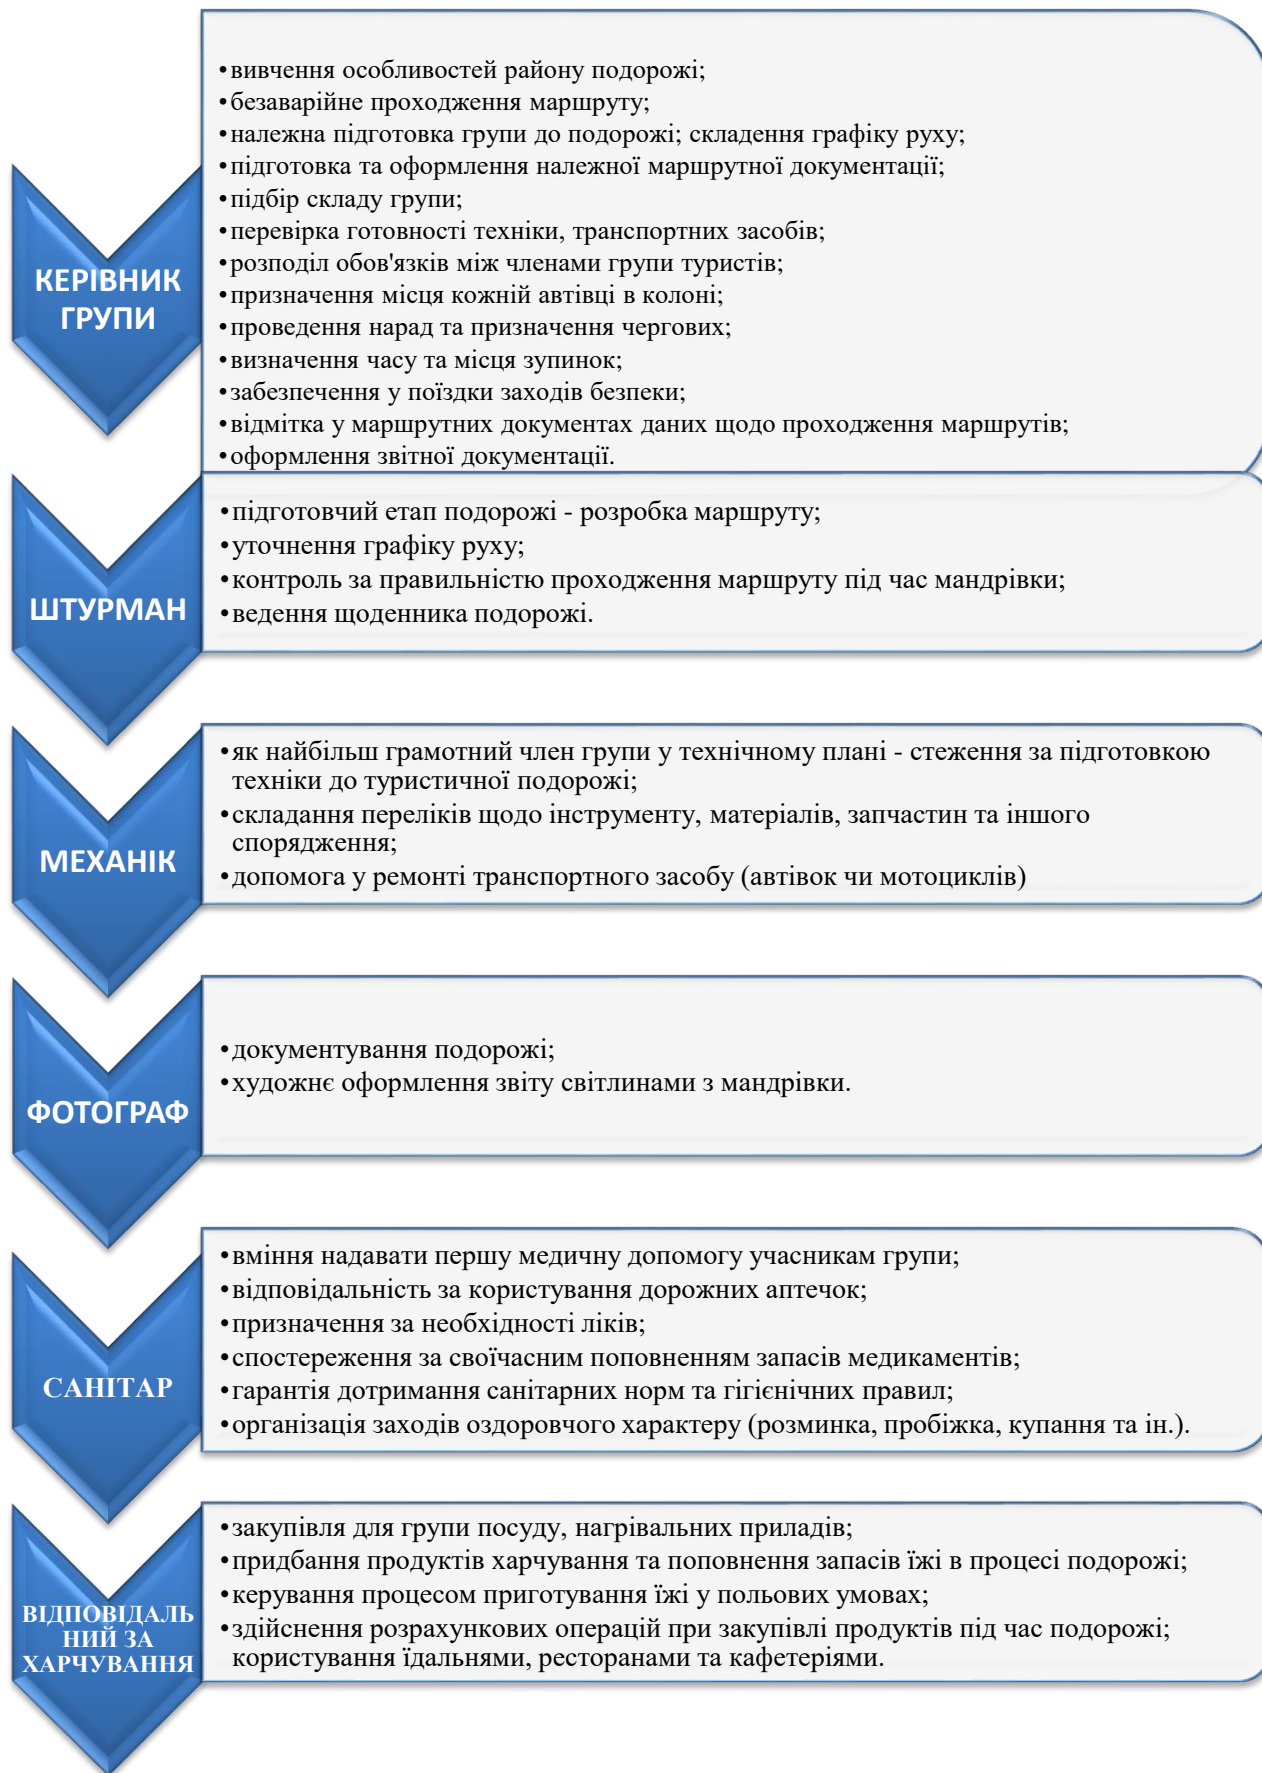 КЕРІВНИК
ГРУПИ
•вивчення особливостей району подорожі;
•безаварійне проходження маршруту;
•належна підготовка групи до подорожі; складення графіку руху;
•підготовка та оформлення належної маршрутної документації;
•підбір складу групи;
•перевірка готовності техніки, транспортних засобів;
•розподіл обов'язків між членами групи туристів;
•призначення місця кожній автівці в колоні;
•проведення нарад та призначення чергових;
•визначення часу та місця зупинок;
•забезпечення у поїздки заходів безпеки;
•відмітка у маршрутних документах даних щодо проходження маршрутів;
•оформлення звітної документації.
ШТУРМАН
•підготовчий етап подорожі - розробка маршруту;
•уточнення графіку руху;
•контроль за правильністю проходження маршруту під час мандрівки;
•ведення щоденника подорожі.
МЕХАНІК
•як найбільш грамотний член групи у технічному плані - стеження за підготовкою
техніки до туристичної подорожі;
•складання переліків щодо інструменту, матеріалів, запчастин та іншого
спорядження;
•допомога у ремонті транспортного засобу (автівок чи мотоциклів)
ФОТОГРАФ
•документування подорожі;
•художнє оформлення звіту світлинами з мандрівки.
САНІТАР
•вміння надавати першу медичну допомогу учасникам групи;
•відповідальність за користування дорожних аптечок;
•призначення за необхідності ліків;
•спостереження за своїчасним поповненням запасів медикаментів;
•гарантія дотримання санітарних норм та гігієнічних правил;
•організація заходів оздоровчого характеру (розминка, пробіжка, купання та ін.).
ВІДПОВІДАЛЬ
НИЙ ЗА
ХАРЧУВАННЯ
•закупівля для групи посуду, нагрівальних приладів;
•придбання продуктів харчування та поповнення запасів їжі в процесі подорожі;
•керування процесом приготування їжі у польових умовах;
•здійснення розрахункових операцій при закупівлі продуктів під час подорожі;
користування їдальнями, ресторанами та кафетеріями.